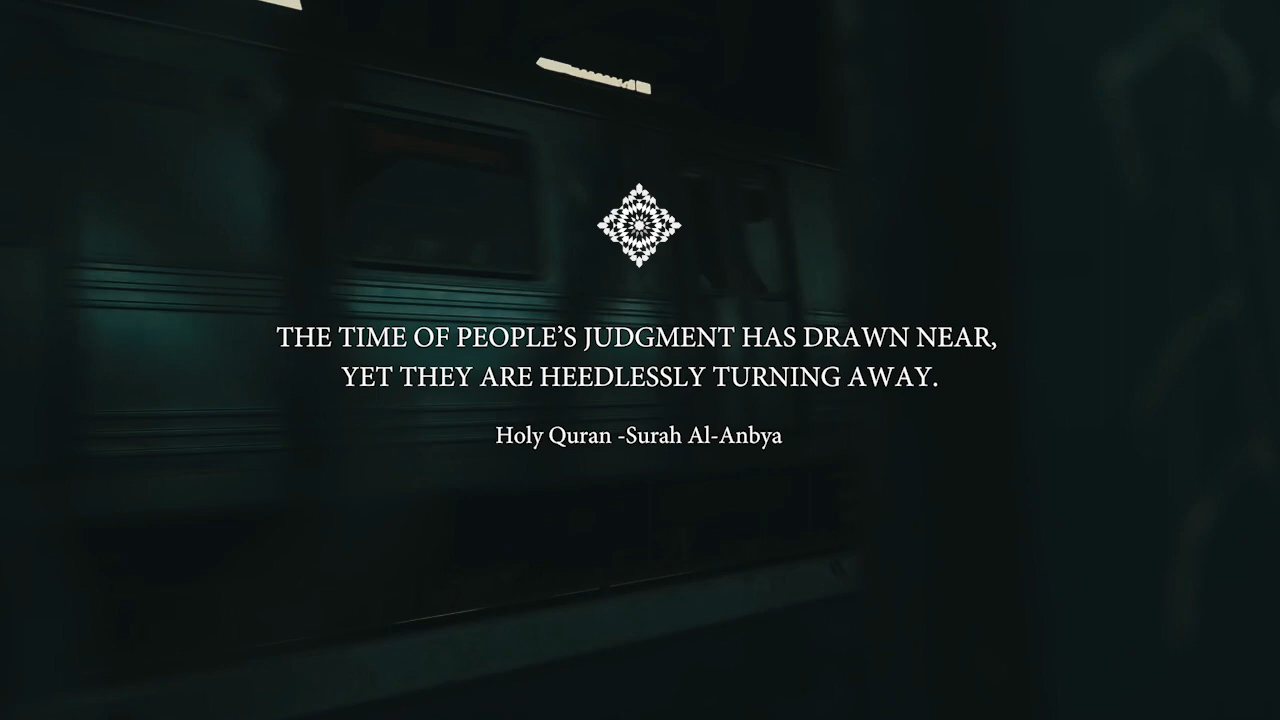 THE TIME OF PEOPLE’S JUDGMENT HAS DRAWN NEAR,
YET THEY ARE HEEDLESSLY TURNING AWAY.
Holy Quran -Surah Al-Anbya